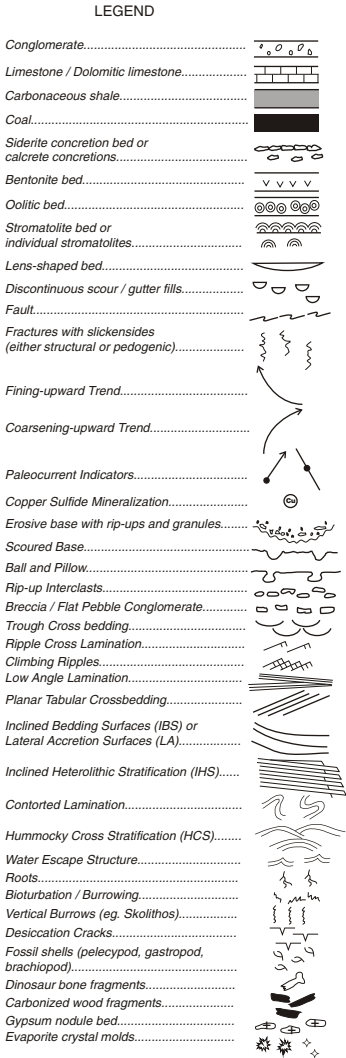 LEGEND
Conglomerate................................................
Limestone / Dolomitic limestone...................
Carbonaceous shale.....................................
Coal................................................................
Siderite concretion bed or
calcrete concretions......................................
Bentonite bed................................................
Oolitic bed......................................................
Stromatolite bed or
individual stromatolites................................
Lens-shaped bed..........................................
Discontinuous scour / gutter fills...................
Fault...............................................................
Fractures with slickensides
(either structural or pedogenic)....................
Fining-upward Trend.....................................
Coarsening-upward Trend.............................
Paleocurrent Indicators.................................
Copper Sulfide Mineralization.......................
Cu
Erosive base with rip-ups and granules........
Scoured Base................................................
Ball and Pillow...............................................
Rip-up Interclasts..........................................
Breccia / Flat Pebble Conglomerate.............
Trough Cross bedding...................................
Ripple Cross Lamination...............................
Climbing Ripples...........................................
Low Angle Lamination...................................
Planar Tabular Crossbedding........................
Inclined Bedding Surfaces (IBS) or
Lateral Accretion Surfaces (LA)..................
Inclined Heterolithic Stratification (IHS)......
Contorted Lamination...................................
Hummocky Cross Stratification (HCS)........
Water Escape Structure...............................
Roots.............................................................
Bioturbation / Burrowing..............................
Vertical Burrows (eg. Skolithos).................
Desiccation Cracks......................................
Fossil shells (pelecypod, gastropod,
brachiopod)..................................................
Dinosaur bone fragments...........................
Carbonized wood fragments......................
Gypsum nodule bed....................................
Evaporite crystal molds...............................